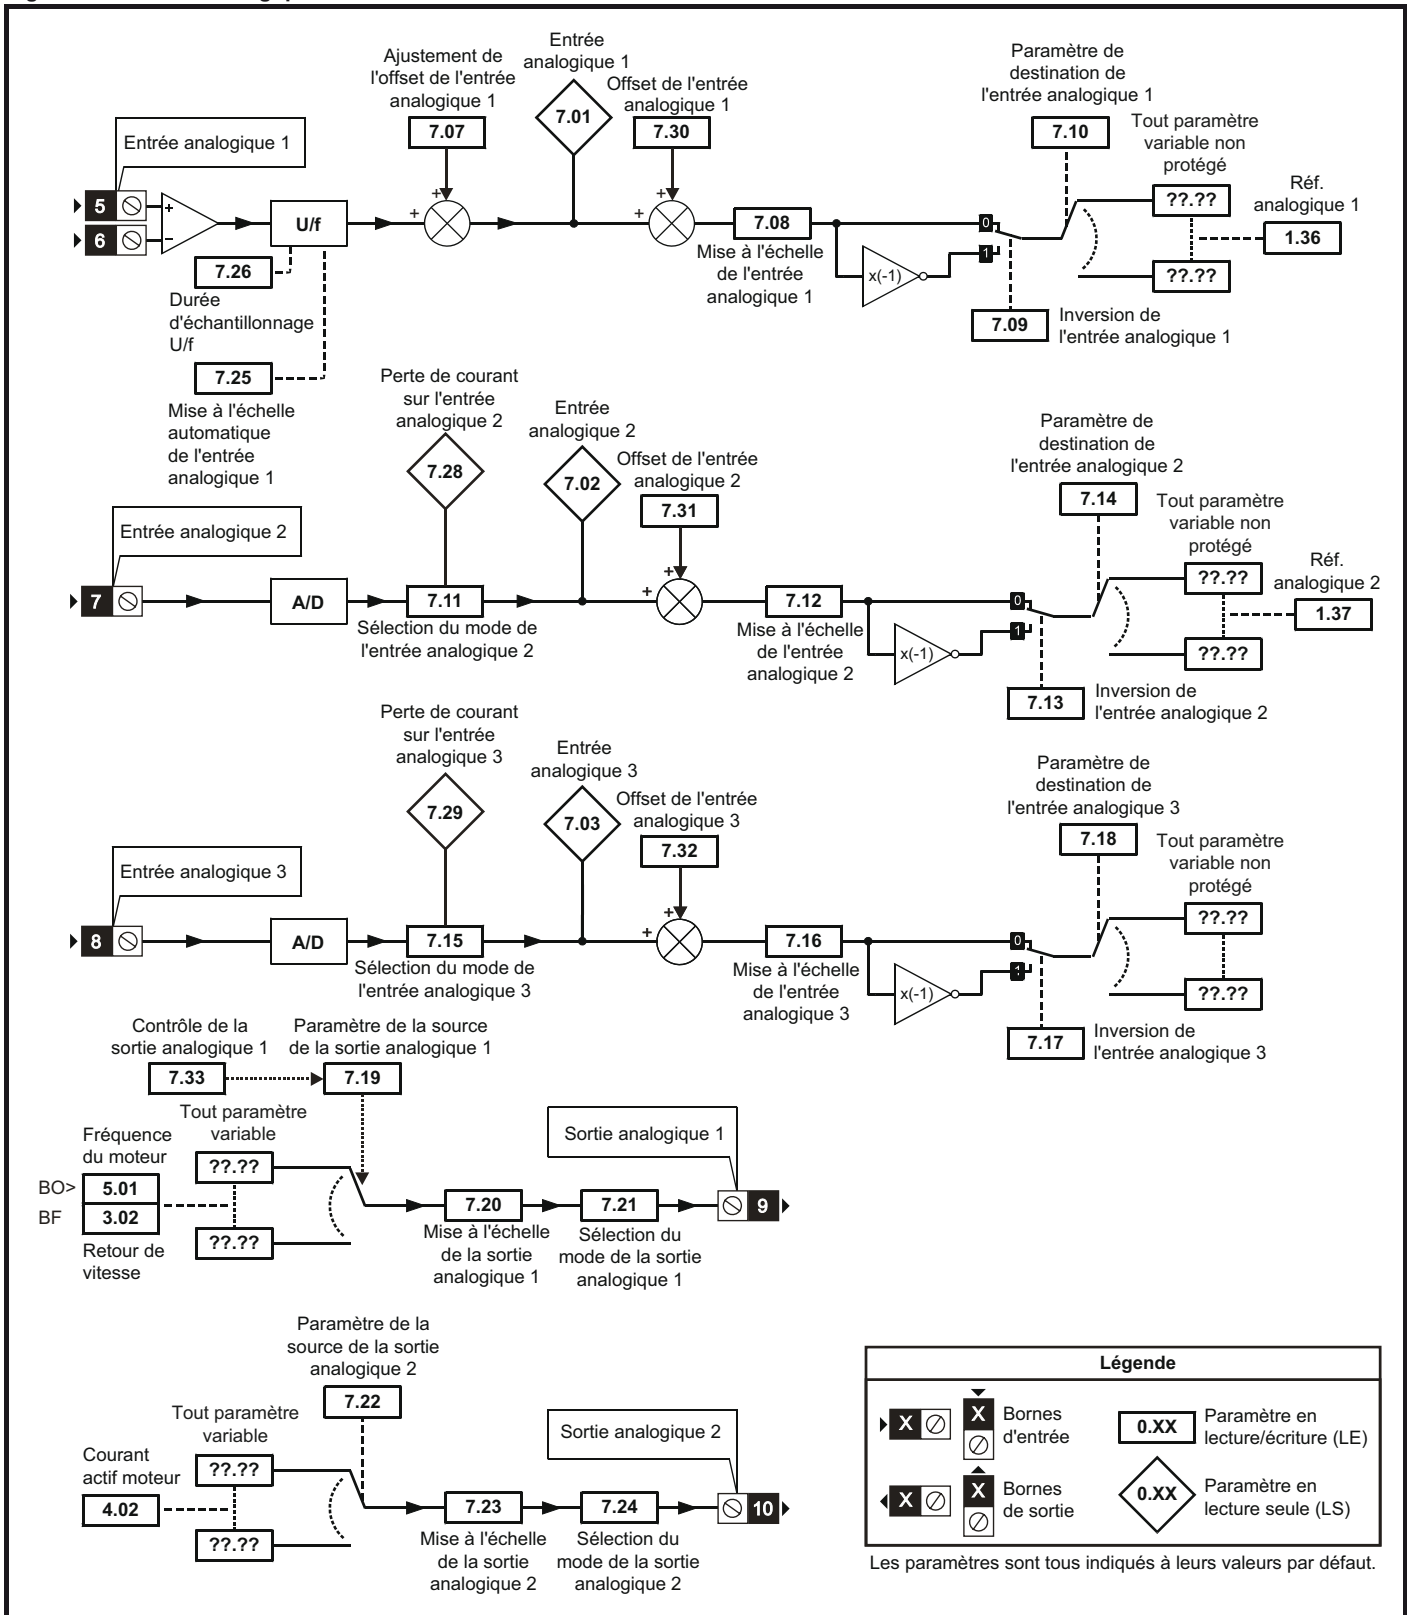 Ajustement de
l'offset de l'entrée
analogique 1
7.07
Entrée
analogique 1
7.01
Offset de l'entrée
analogique 1
7.30
Paramètre de
destination de
l'entrée analogique 1
7.10
Tout paramètre
variable non
protégé
??.??
??.??
Réf.
analogique 1
1.36
Entrée analogique 1
5
6
+
−
U/f
+
+
+
+
7.08
Mise à l'échelle
de l'entrée
analogique 1
x(-1)
0
1
7.09
Inversion de
l'entrée analogique 1
7.26
Durée
d'échantillonnage
U/f
7.25
Mise à l'échelle
automatique
de l'entrée
analogique 1
Perte de courant
sur l'entrée
analogique 2
7.28
Entrée
analogique 2
7.02
Offset de l'entrée
analogique 2
7.31
Paramètre de
destination de
l'entrée analogique 2
7.14
Tout paramètre
variable non
protégé
??.??
??.??
Réf.
analogique 2
1.37
Entrée analogique 2
7
A/D
7.11
Sélection du mode de
l'entrée analogique 2
+
+
7.12
Mise à l'échelle
de l'entrée
analogique 2
x(-1)
0
1
7.13
Inversion de
l'entrée analogique 2
Perte de courant
sur l'entrée
analogique 3
7.29
Entrée
analogique 3
7.03
Offset de l'entrée
analogique 3
7.32
Paramètre de
destination de
l'entrée analogique 3
7.18
Tout paramètre
variable non
protégé
??.??
??.??
Entrée analogique 3
8
A/D
7.15
Sélection du mode de
l'entrée analogique 3
+
+
7.16
Mise à l'échelle
de l'entrée
analogique 3
x(-1)
0
1
7.17
Inversion de
l'entrée analogique 3
Contrôle de la
sortie analogique 1
7.33
Paramètre de la source
de la sortie analogique 1
7.19
Tout paramètre
variable
??.??
??.??
Fréquence
du moteur
BO> 5.01
BF 3.02
Retour de
vitesse
7.20
Mise à l'échelle
de la sortie
analogique 1
7.21
Sélection du
mode de la sortie
analogique 1
Sortie analogique 1
9
Paramètre de la
source de la sortie
analogique 2
7.22
Tout paramètre
variable
??.??
??.??
Courant
actif moteur
4.02
7.23
Mise à l'échelle
de la sortie
analogique 2
7.24
Sélection du
mode de la sortie
analogique 2
Sortie analogique 2
10
Légende
X
X
Bornes
d'entrée
X
X
Bornes
de sortie
0.XX
Paramètre en
lecture/écriture (LE)
0.XX
Paramètre en
lecture seule (LS)
Les paramètres sont tous indiqués à leurs valeurs par défaut.